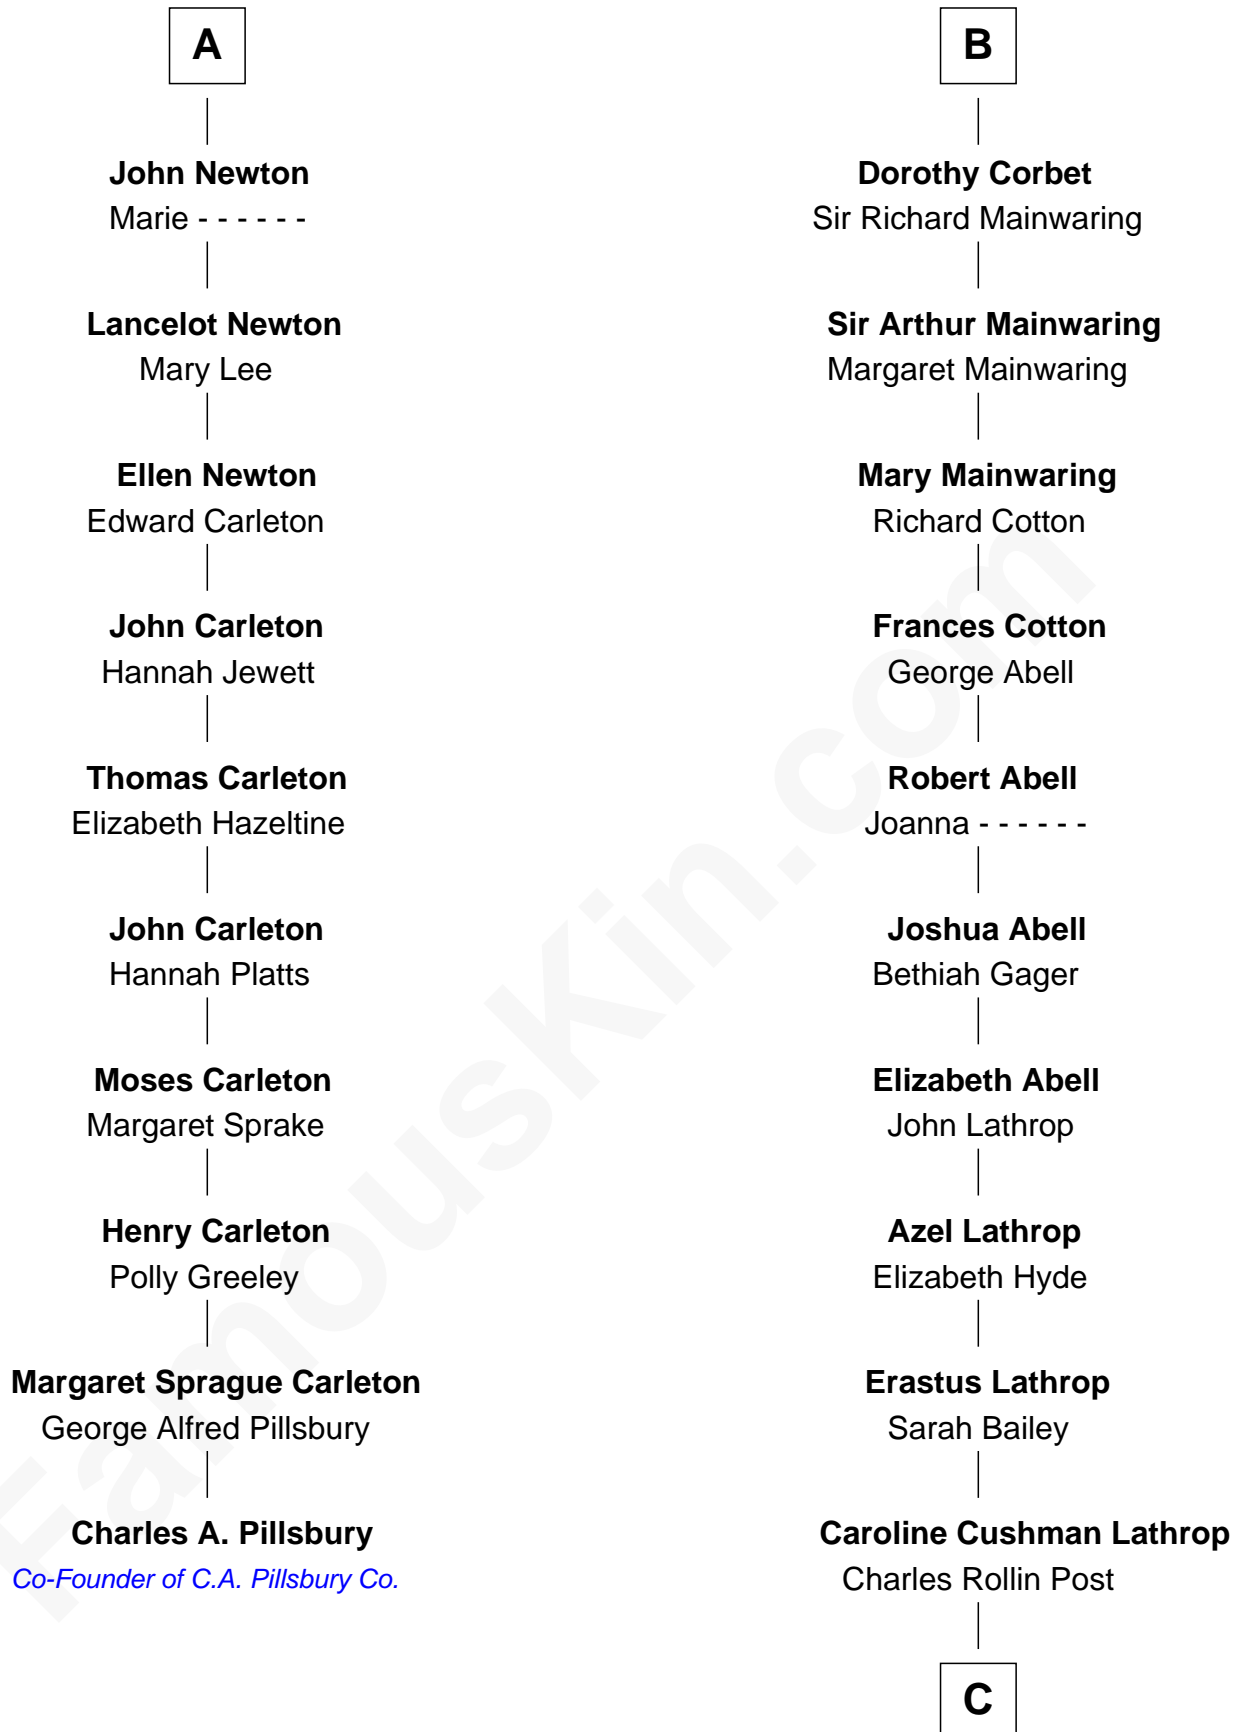 A
John Newton
Marie - - - - - -
Lancelot Newton
Mary Lee
Ellen Newton
Edward Carleton
John Carleton
Hannah Jewett
Thomas Carleton
Elizabeth Hazeltine
John Carleton
Hannah Platts
Moses Carleton
Margaret Sprake
Henry Carleton
Polly Greeley
Margaret Sprague Carleton
George Alfred Pillsbury
Charles A. Pillsbury
Co-Founder of C.A. Pillsbury Co.
B
Dorothy Corbet
Sir Richard Mainwaring
Sir Arthur Mainwaring
Margaret Mainwaring
Mary Mainwaring
Richard Cotton
Frances Cotton
George Abell
Robert Abell
Joanna - - - - - -
Joshua Abell
Bethiah Gager
Elizabeth Abell
John Lathrop
Azel Lathrop
Elizabeth Hyde
Erastus Lathrop
Sarah Bailey
Caroline Cushman Lathrop
Charles Rollin Post
C
FamousKin.com